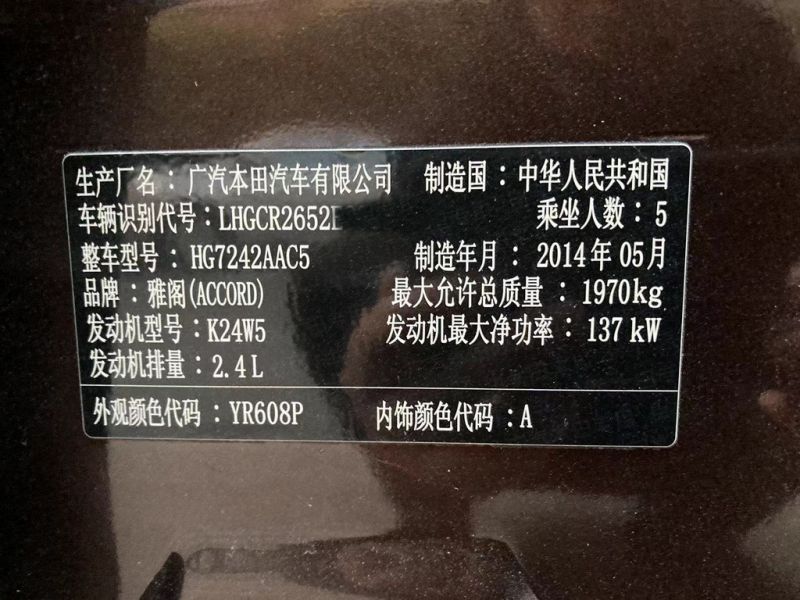 生产厂名：广汽本田汽车有限公司 制造国：中华人民共和国
车辆识别代号：LHGCR2652 乘坐人数：5
整车型号：HG7242AAC5 制造年月：2014年05月
品牌：雅阁(ACCORD) 最大允许总质量：1970kg
发动机型号：K24W5 发动机最大净功率：137kW
发动机排量：2.4L
外观颜色代码：YR608P 内饰颜色代码：A